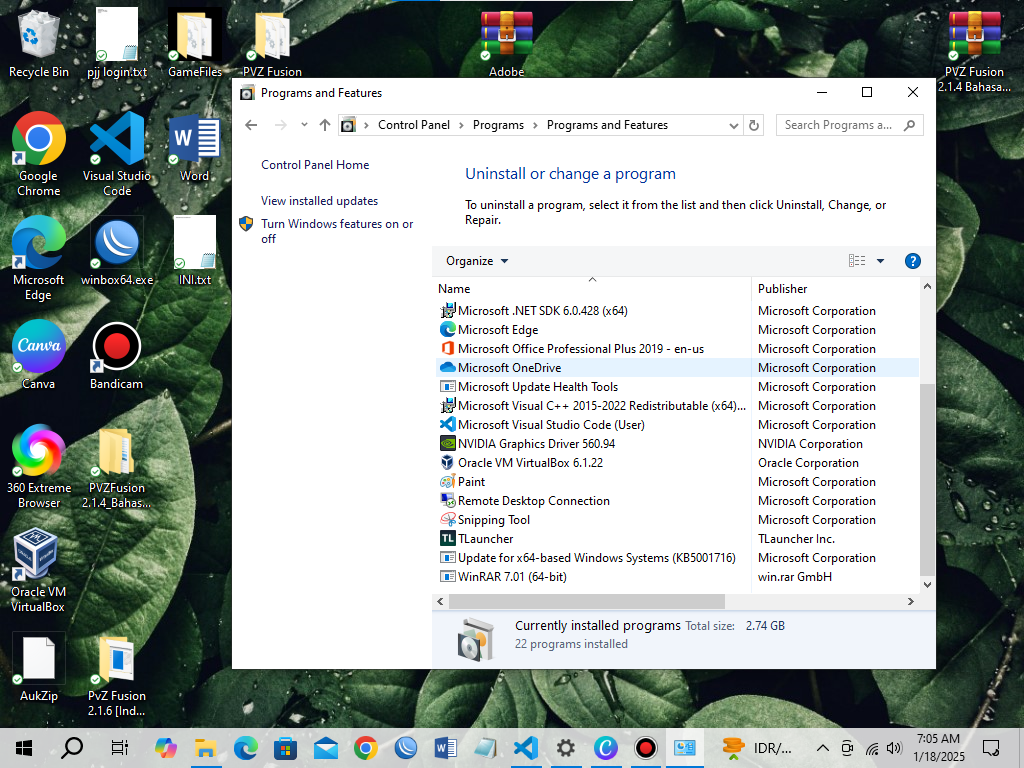 Recycle Bin
pjj login.txt
GameFiles
PVZ Fusion
Adobe
PVZ Fusion
2.1.4 Bahasa...
Google
Chrome
Visual Studio
Code
Word
Microsoft
Edge
winbox64.exe
INI.txt
Canva
Canva
Bandicam
360 Extreme
Browser
PVZFusion
2.1.4_Bahas...
Oracle VM
VirtualBox
AukZip
PvZ Fusion
2.1.6 [Ind...
Programs and Features
Control Panel
Programs
Programs and Features
Search Programs a...
Control Panel Home
View installed updates
Turn Windows features on or
off
Uninstall or change a program
To uninstall a program, select it from the list and then click Uninstall, Change, or
Repair.
Organize
Name Publisher
Microsoft .NET SDK 6.0.428 (x64) Microsoft Corporation
Microsoft Edge Microsoft Corporation
Microsoft Office Professional Plus 2019 - en-us Microsoft Corporation
Microsoft OneDrive Microsoft Corporation
Microsoft Update Health Tools Microsoft Corporation
Microsoft Visual C++ 2015-2022 Redistributable (x64)... Microsoft Corporation
Microsoft Visual Studio Code (User) Microsoft Corporation
NVIDIA Graphics Driver 560.94 NVIDIA Corporation
Oracle VM VirtualBox 6.1.22 Oracle Corporation
Paint Microsoft Corporation
Remote Desktop Connection Microsoft Corporation
Snipping Tool Microsoft Corporation
TL TLauncher TLauncher Inc.
Update for x64-based Windows Systems (KB5001716) Microsoft Corporation
WinRAR 7.01 (64-bit) win.rar GmbH
Currently installed programs Total size: 2.74 GB
22 programs installed
IDR/...
7:05 AM
1/18/2025